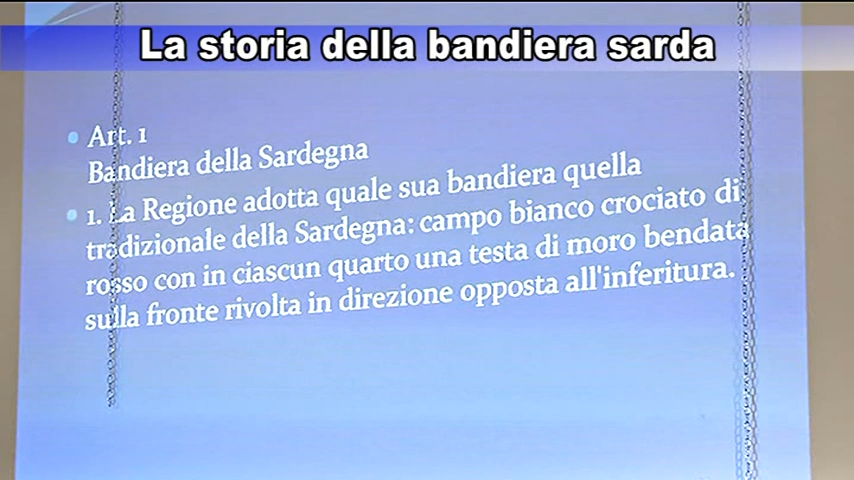 La storia della bandiera sarda
Art. 1
Bandiera della Sardegna
1. La Regione adotta quale sua bandiera quella
tradizionale della Sardegna: campo bianco crociato di
rosso con in ciascun quarto una testa di moro bendata
sulla fronte rivolta in direzione opposta all'inferitura.